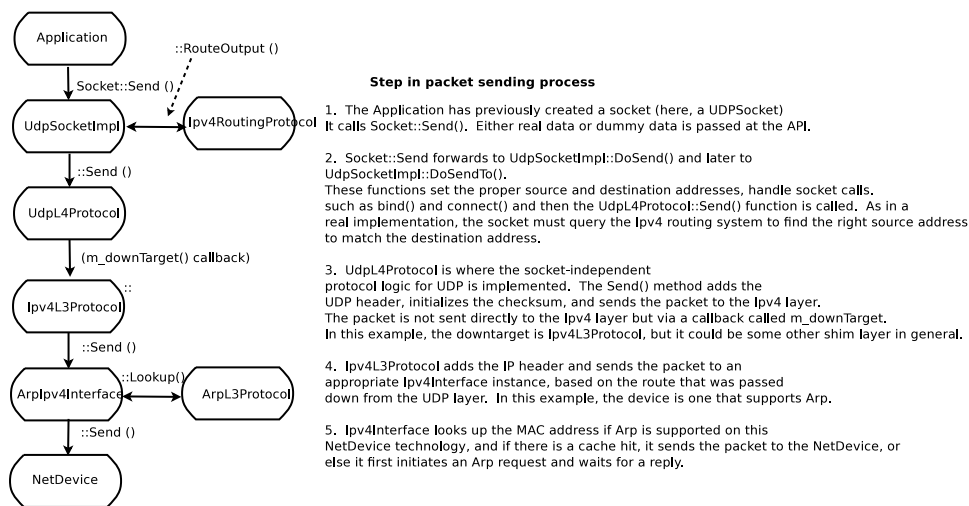 Application
::RouteOutput ()
Socket::Send ()
UdpSocketImpl
Ipv4RoutingProtocol
::Send ()
UdpL4Protocol
(m_downTarget() callback)
::
Ipv4L3Protocol
::Send ()
::Lookup()
ArpIpv4Interface
ArpL3Protocol
::Send ()
NetDevice
Step in packet sending process
1. The Application has previously created a socket (here, a UDPSocket)
It calls Socket::Send(). Either real data or dummy data is passed at the API.
2. Socket::Send forwards to UdpSocketImpl::DoSend() and later to
UdpSocketImpl::DoSendTo().
These functions set the proper source and destination addresses, handle socket calls.
such as bind() and connect() and then the UdpL4Protocol::Send() function is called. As in a
real implementation, the socket must query the Ipv4 routing system to find the right source address
to match the destination address.
3. UdpL4Protocol is where the socket-independent
protocol logic for UDP is implemented. The Send() method adds the
UDP header, initializes the checksum, and sends the packet to the Ipv4 layer.
The packet is not sent directly to the Ipv4 layer but via a callback called m_downTarget.
In this example, the downtarget is Ipv4L3Protocol, but it could be some other shim layer in general.
4. Ipv4L3Protocol adds the IP header and sends the packet to an
appropriate Ipv4Interface instance, based on the route that was passed
down from the UDP layer. In this example, the device is one that supports Arp.
5. Ipv4Interface looks up the MAC address if Arp is supported on this
NetDevice technology, and if there is a cache hit, it sends the packet to the NetDevice, or
else it first initiates an Arp request and waits for a reply.